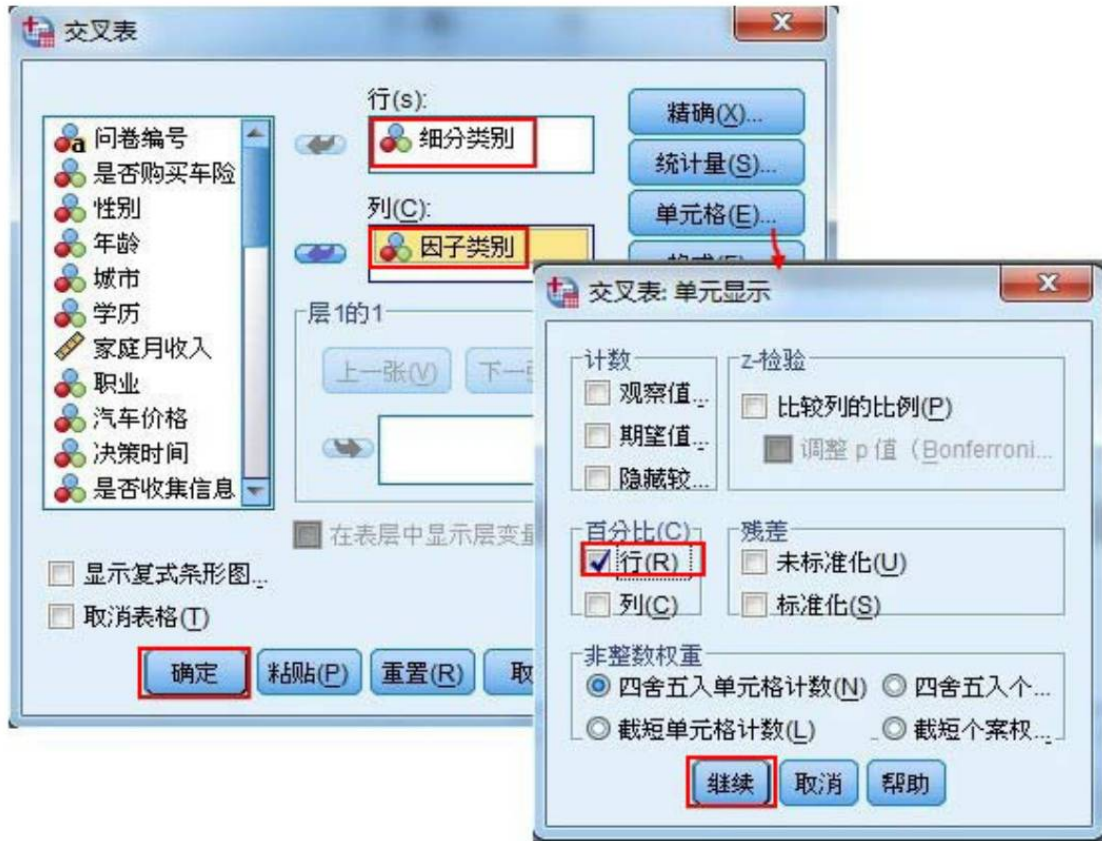 交叉表
行(s):
细分类别
精确(X)...
问卷编号
是否购买车险
性别
年龄
城市
学历
家庭月收入
职业
汽车价格
决策时间
是否收集信息
统计量(S)...
列(C):
因子类别
单元格(E)...
层1的1
上一张(V)
下一
在表层中显示层变量
显示复式条形图...
取消表格(T)
确定
粘贴(P)
重置(R)
取
交叉表: 单元显示
计数
观察值...
期望值...
隐藏较...
z-检验
比较列的比例(P)
调整 p 值（Bonferroni...
百分比(C)
行(R)
列(C)
残差
未标准化(U)
标准化(S)
非整数权重
四舍五入单元格计数(N)
四舍五入个...
截短单元格计数(L)
截短个案权...
继续
取消
帮助